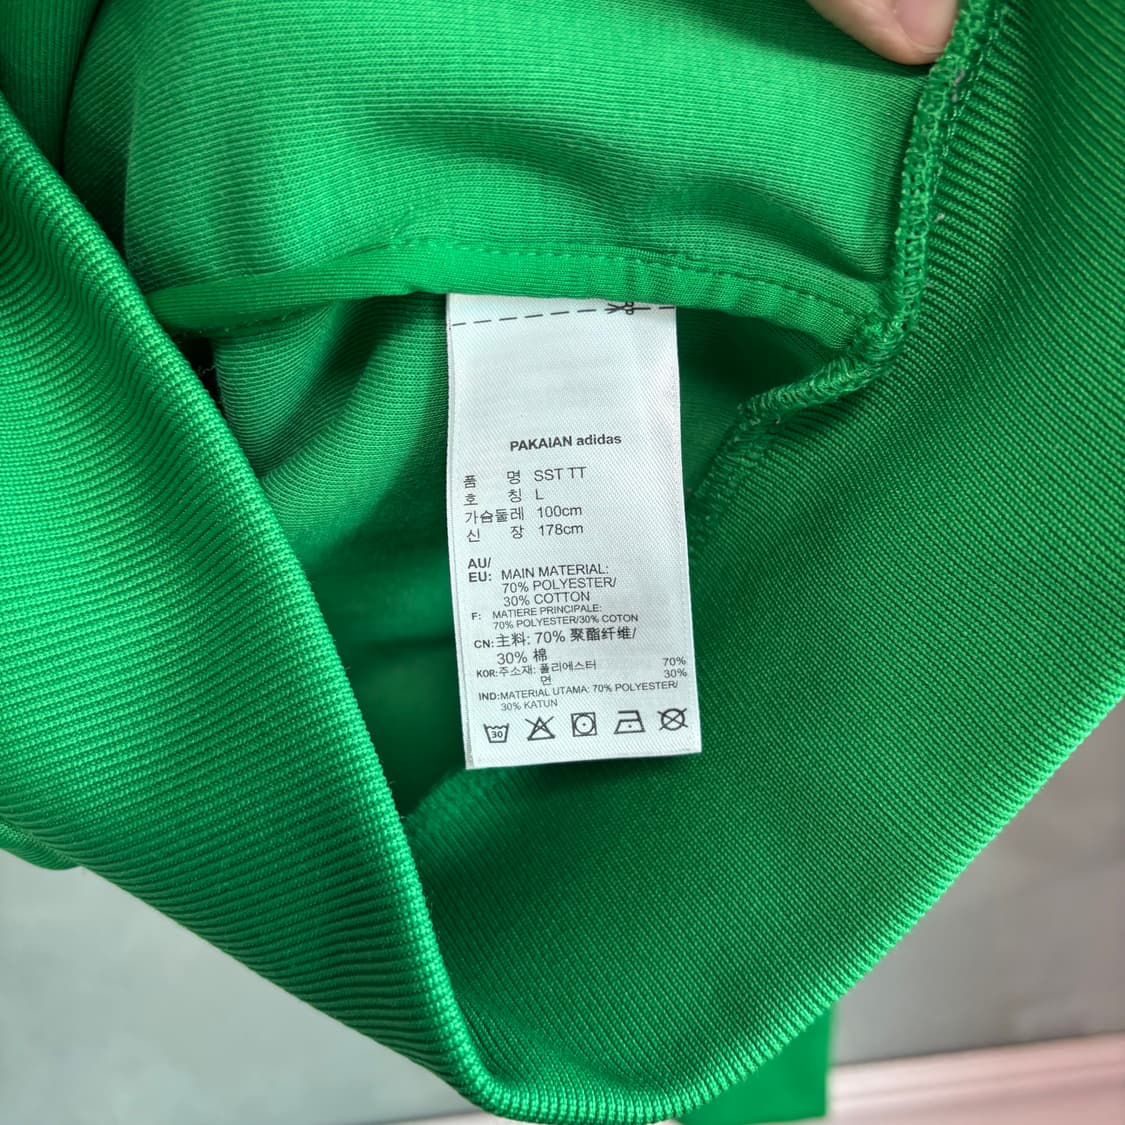 PAKAIAN adidas
품 명 SST TT
호 칭 L
가슴둘레 100cm
신 장 178cm
AU/
EU: MAIN MATERIAL:
70% POLYESTER/
30% COTTON
F: MATIERE PRINCIPALE:
70% POLYESTER/30% COTON
CN: 主料: 70% 聚酯纤维/
30% 棉
KOR: 주소재: 폴리에스터 70%
면 30%
IND: MATERIAL UTAMA: 70% POLYESTER/
30% KATUN
30